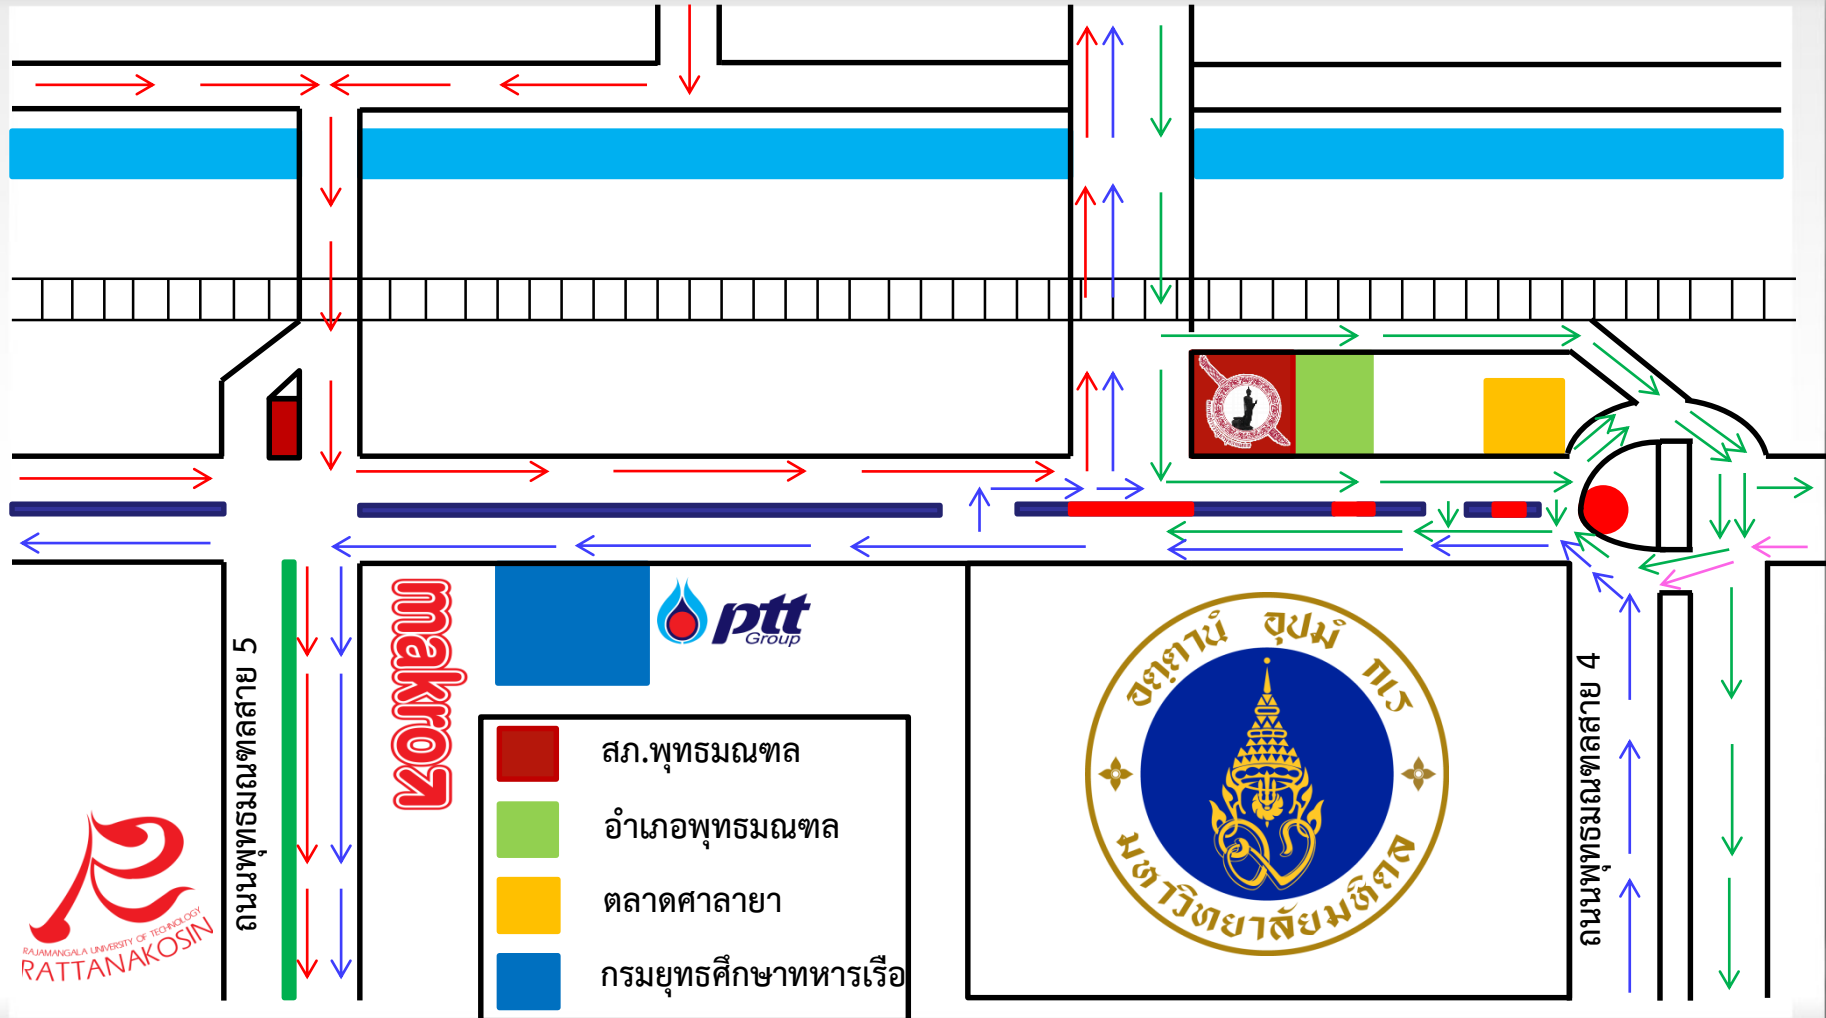 ถนนพุทธมณฑลสาย 5
makro
ptt
Group
อตฺตานํ อุปมํ กเร
มหาวิทยาลัยมหิดล
ถนนพุทธมณฑลสาย 4
สภ.พุทธมณฑล
อำเภอพุทธมณฑล
ตลาดศาลายา
กรมยุทธศึกษาทหารเรือ
RAJAMANGALA UNIVERSITY OF TECHNOLOGY
RATTANAKOSIN